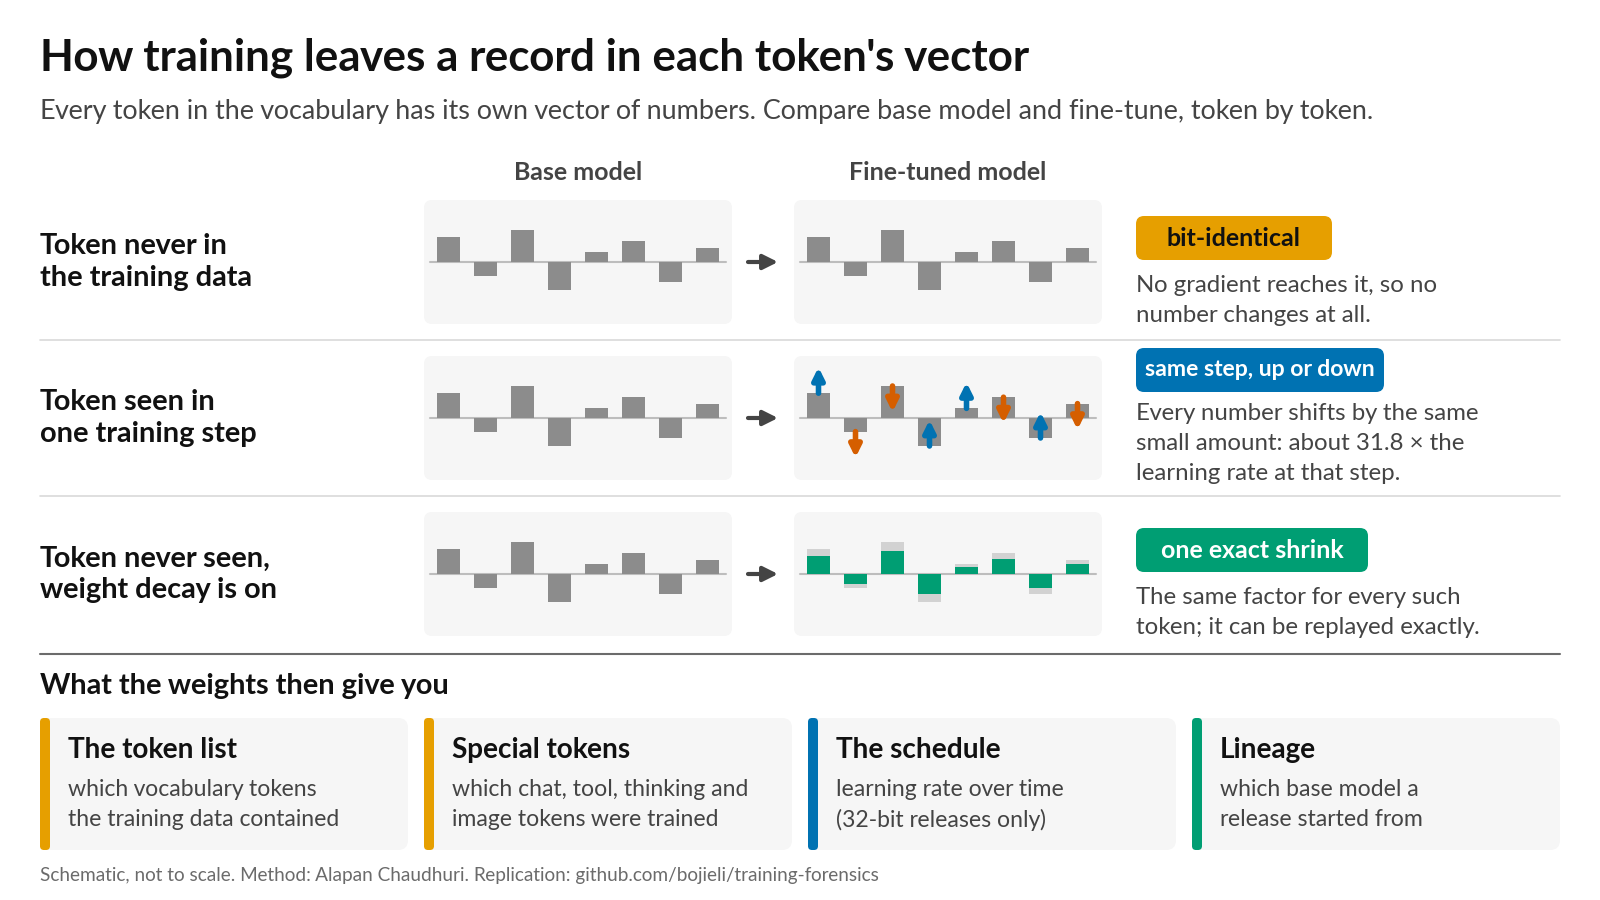 How training leaves a record in each token's vector
Every token in the vocabulary has its own vector of numbers. Compare base model and fine-tune, token by token.
Base model
Fine-tuned model
Token never in
the training data
bit-identical
No gradient reaches it, so no
number changes at all.
Token seen in
one training step
same step, up or down
Every number shifts by the same
small amount: about 31.8 × the
learning rate at that step.
Token never seen,
weight decay is on
one exact shrink
The same factor for every such
token; it can be replayed exactly.
What the weights then give you
The token list
which vocabulary tokens
the training data contained
Special tokens
which chat, tool, thinking and
image tokens were trained
The schedule
learning rate over time
(32-bit releases only)
Lineage
which base model a
release started from
Schematic, not to scale. Method: Alapan Chaudhuri. Replication: github.com/bojieli/training-forensics